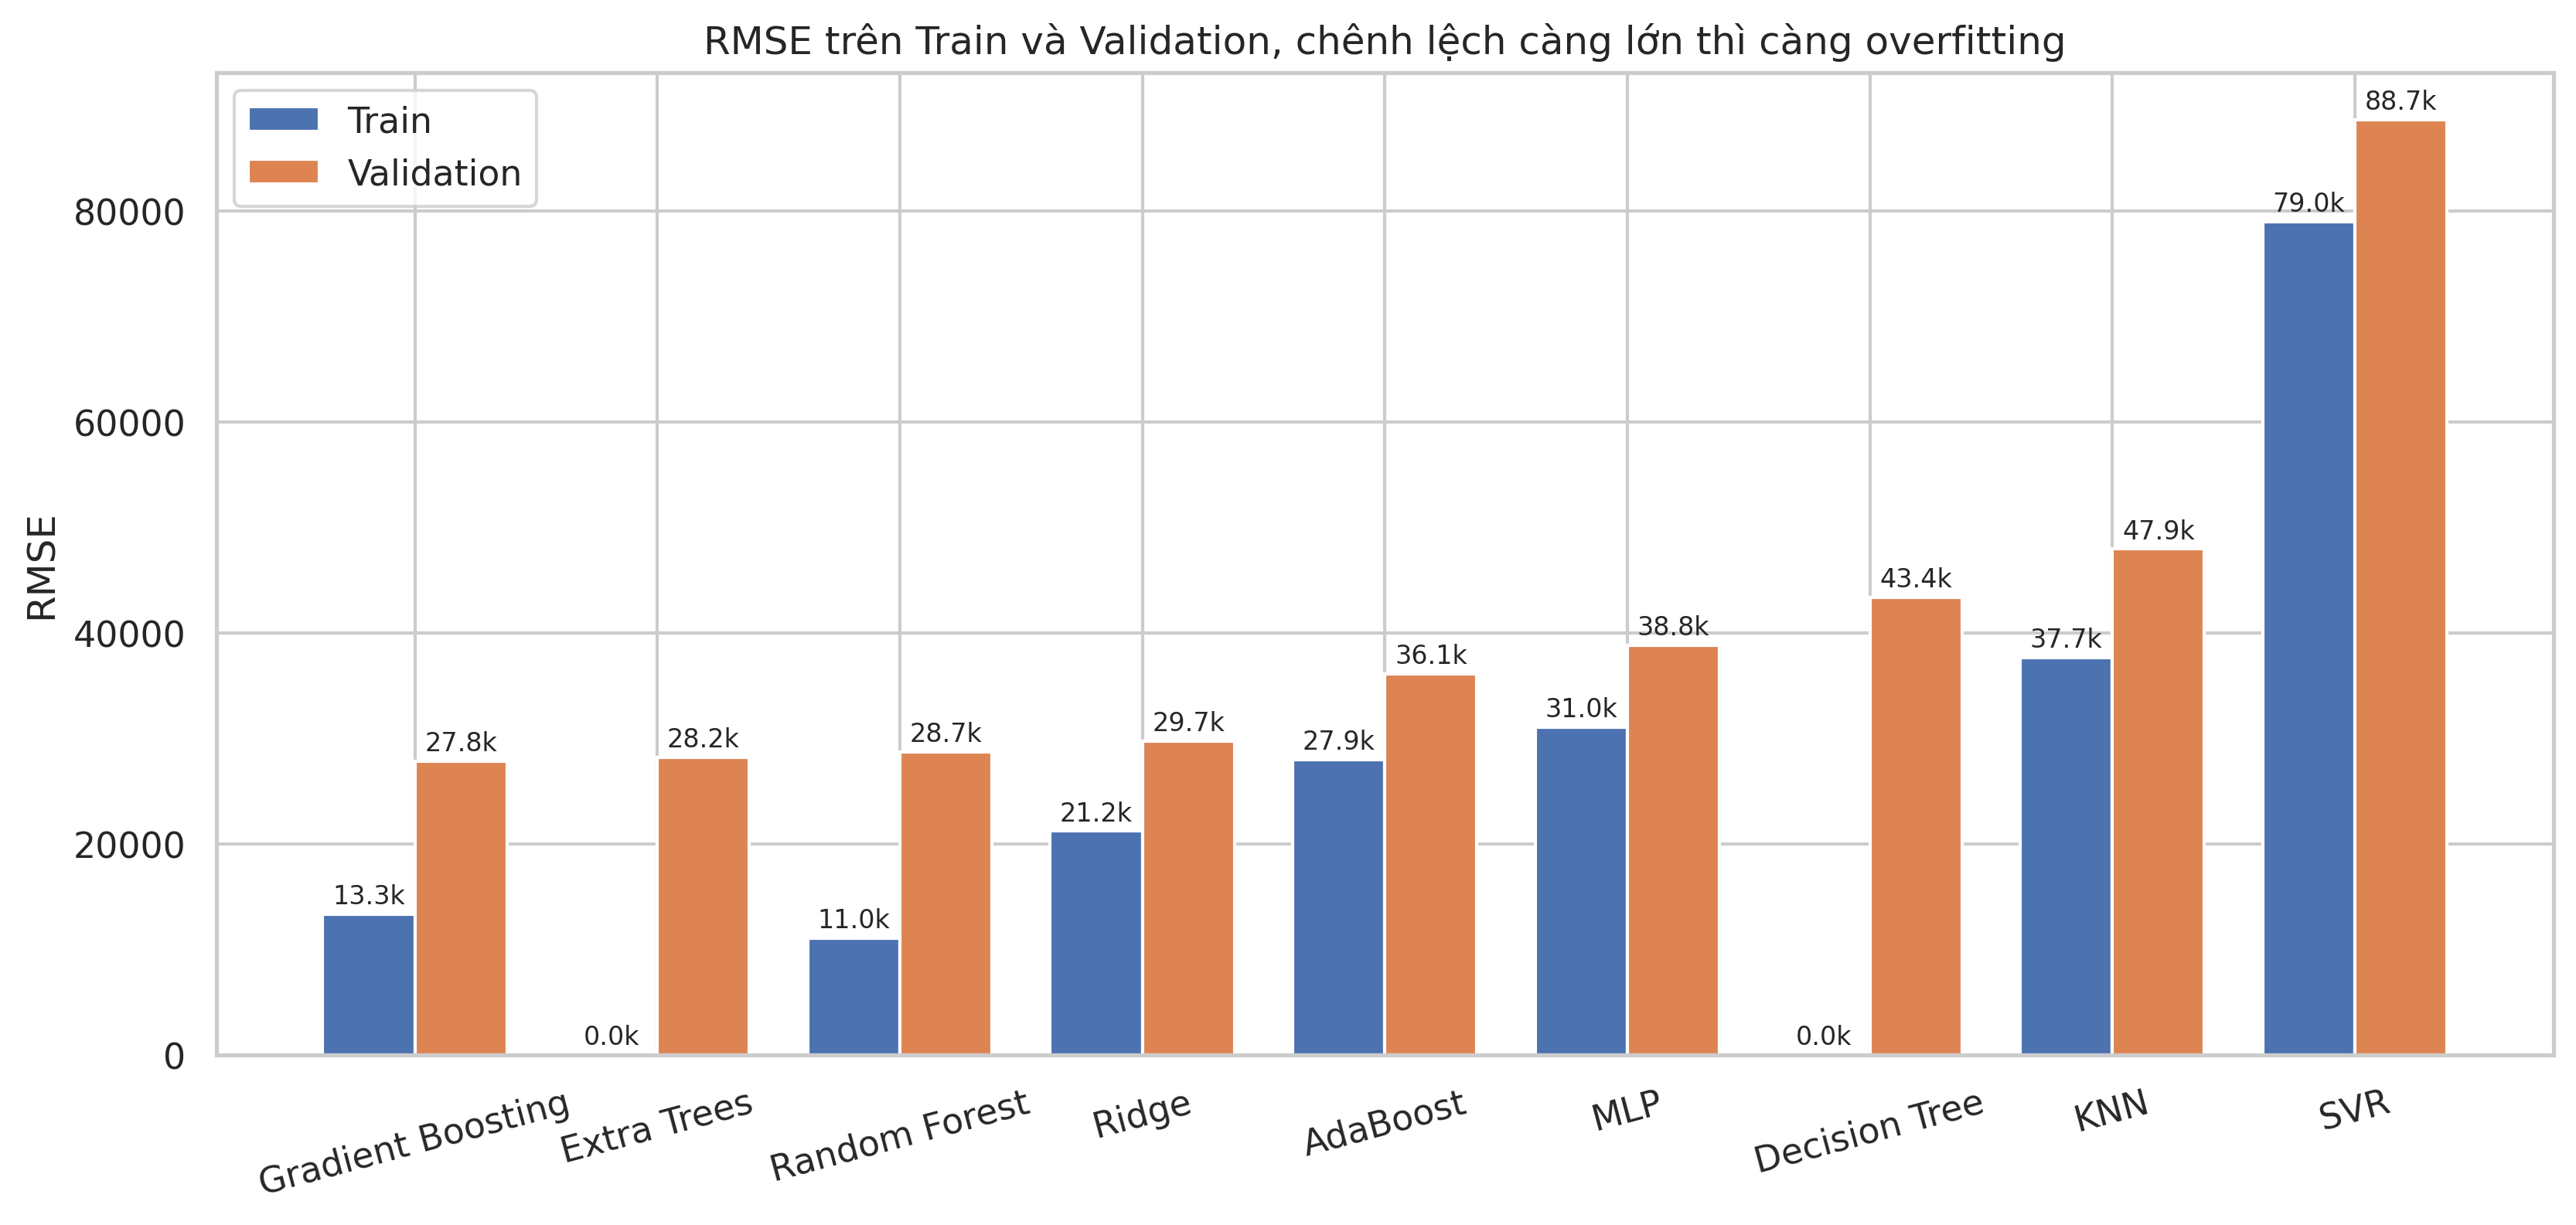 RMSE trên Train và Validation, chênh lệch càng lớn thì càng overfitting
Train
Validation
RMSE
80000
60000
40000
20000
0
13.3k
27.8k
0.0k
28.2k
11.0k
28.7k
21.2k
29.7k
27.9k
36.1k
31.0k
38.8k
0.0k
43.4k
37.7k
47.9k
79.0k
88.7k
Gradient Boosting
Extra Trees
Random Forest
Ridge
AdaBoost
MLP
Decision Tree
KNN
SVR